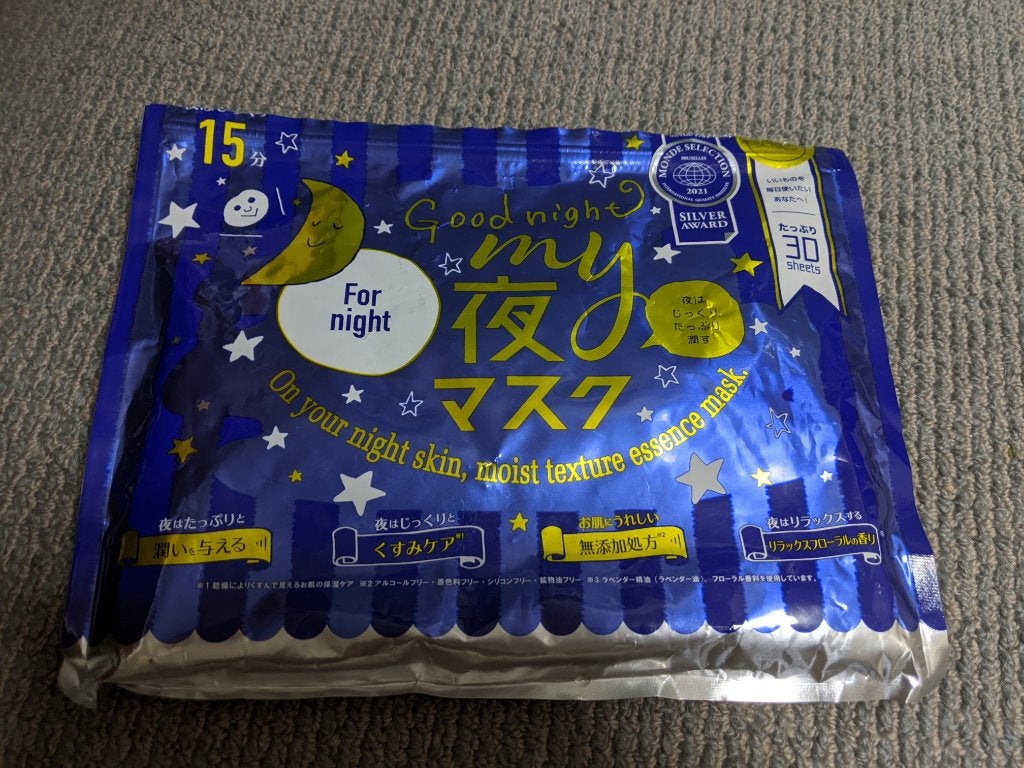 15分
MONDE SELECTION
BRUSSELS
INTERNATIONAL QUALITY
2021
SILVER
AWARD
いいものを
毎日使いたい
あなたへ!
たっぷり
30
sheets
Good night
my
夜
マスク
For
night
夜は
じっくり
たっぷり
潤す
On your night skin, moist texture essence mask.
夜はたっぷりと
潤いを与える
夜はじっくりと
くすみケア※1
お肌にうれしい
無添加処方※2
夜はリラックスする
リラックスフローラルの香り
※1 乾燥によりくすんで見えるお肌の保湿ケア ※2 アルコールフリー・着色料フリー・シリコンフリー・鉱物油フリー ※3 ラベンダー精油(ラベンダー油)、フローラル香料を使用しています。